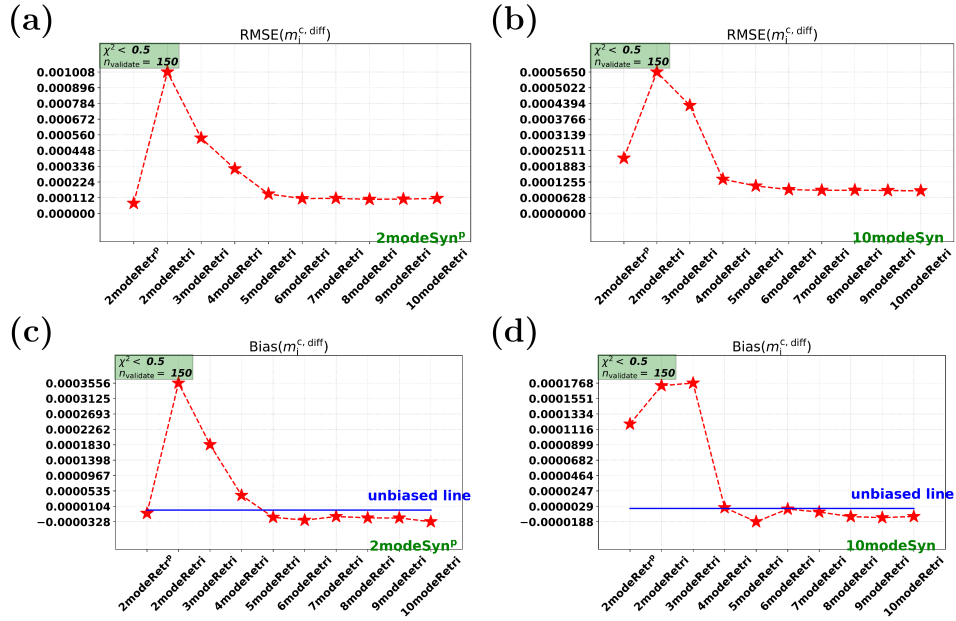 (a)
RMSE(m_i^{c, diff})
χ² < 0.5
n_validate = 150
0.001008
0.000896
0.000784
0.000672
0.000560
0.000448
0.000336
0.000224
0.000112
0.000000
2modeSyn^p
2modeRetr^p
2modeRetri
3modeRetri
4modeRetri
5modeRetri
6modeRetri
7modeRetri
8modeRetri
9modeRetri
10modeRetri
(b)
RMSE(m_i^{c, diff})
χ² < 0.5
n_validate = 150
0.0005650
0.0005022
0.0004394
0.0003766
0.0003139
0.0002511
0.0001883
0.0001255
0.0000628
0.0000000
10modeSyn
2modeRetr^p
2modeRetri
3modeRetri
4modeRetri
5modeRetri
6modeRetri
7modeRetri
8modeRetri
9modeRetri
10modeRetri
(c)
Bias(m_i^{c, diff})
χ² < 0.5
n_validate = 150
0.0003556
0.0003125
0.0002693
0.0002262
0.0001830
0.0001398
0.0000967
0.0000535
0.0000104
−0.0000328
unbiased line
2modeSyn^p
2modeRetri^p
2modeRetri
3modeRetri
4modeRetri
5modeRetri
6modeRetri
7modeRetri
8modeRetri
9modeRetri
10modeRetri
(d)
Bias(m_i^{c, diff})
χ² < 0.5
n_validate = 150
0.0001768
0.0001551
0.0001334
0.0001116
0.0000899
0.0000682
0.0000464
0.0000247
0.0000029
−0.0000188
unbiased line
10modeSyn
2modeRetri^p
2modeRetri
3modeRetri
4modeRetri
5modeRetri
6modeRetri
7modeRetri
8modeRetri
9modeRetri
10modeRetri